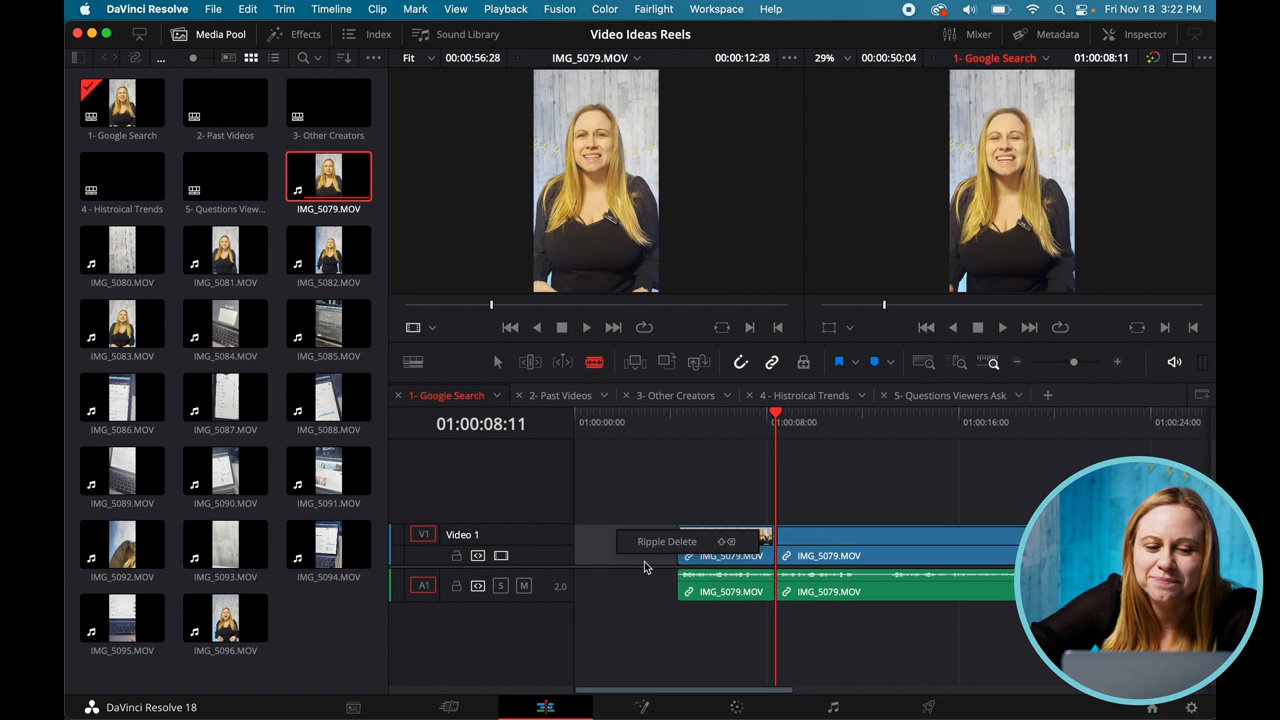 DaVinci Resolve File Edit Trim Timeline Clip Mark View Playback Fusion Color Fairlight Workspace Help Fri Nov 18 3:22 PM
Media Pool Effects Index Sound Library Video Ideas Reels Mixer Metadata Inspector
... Fit 00:00:56:28 IMG_5079.MOV 00:00:12:28 ... 29% 00:00:50:04 1- Google Search 01:00:08:11 ...
1- Google Search 2- Past Videos 3- Other Creators
4 - Histroical Trends 5- Questions View... IMG_5079.MOV
IMG_5080.MOV IMG_5081.MOV IMG_5082.MOV
IMG_5083.MOV IMG_5084.MOV IMG_5085.MOV
IMG_5086.MOV IMG_5087.MOV IMG_5088.MOV
IMG_5089.MOV IMG_5090.MOV IMG_5091.MOV
IMG_5092.MOV IMG_5093.MOV IMG_5094.MOV
IMG_5095.MOV IMG_5096.MOV
1- Google Search 2- Past Videos 3- Other Creators 4 - Histroical Trends 5- Questions Viewers Ask
01:00:08:11 01:00:00:00 01:00:08:00 01:00:16:00 01:00:24:00
V1 Video 1
Ripple Delete
IMG_5079.MOV IMG_5079.MOV
A1 S M 2.0 IMG_5079.MOV IMG_5079.MOV
DaVinci Resolve 18